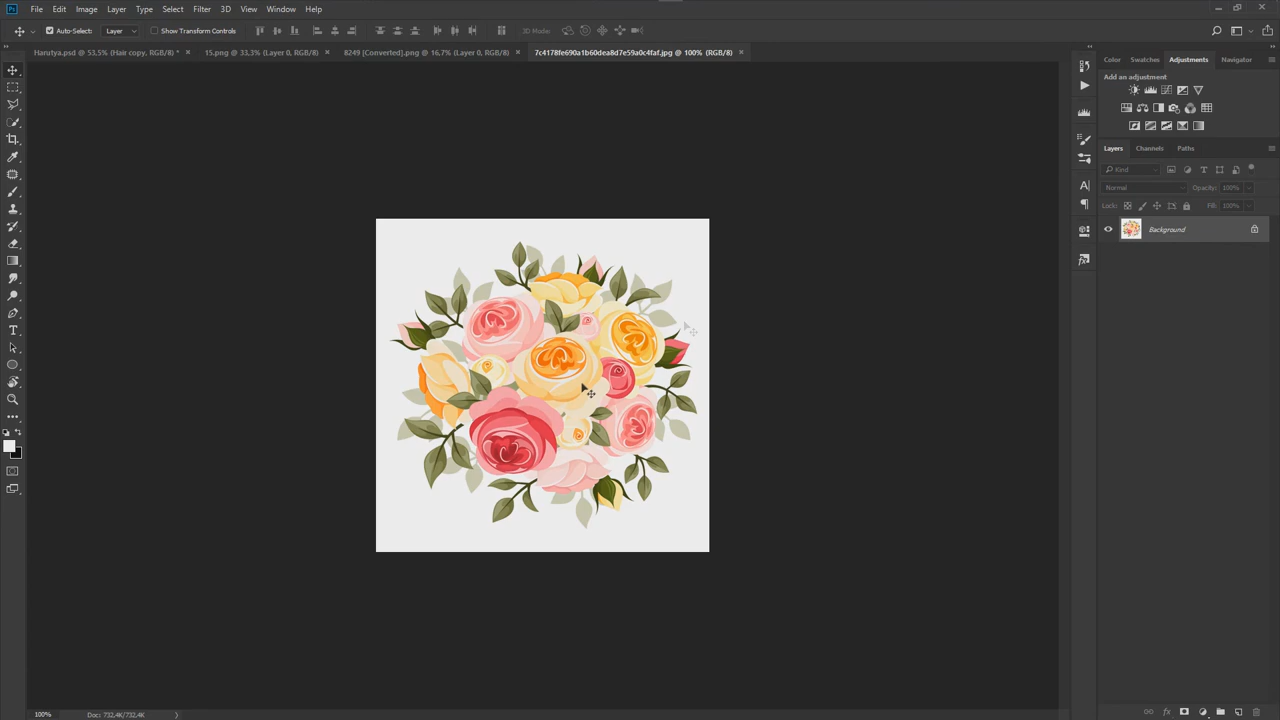 Ps File Edit Image Layer Type Select Filter 3D View Window Help
Auto-Select: Layer Show Transform Controls 3D Mode:
Harutya.psd @ 53,5% (Hair copy, RGB/8) * × 15.png @ 33,3% (Layer 0, RGB/8) × 8249 [Converted].png @ 16,7% (Layer 0, RGB/8) × 7c4178fe690a1b60dea8d7e59a0c4faf.jpg @ 100% (RGB/8) ×
Color Swatches Adjustments Navigator
Add an adjustment
Layers Channels Paths
Kind
Normal Opacity: 100%
Lock: Fill: 100%
Background
100% Doc: 732,4K/732,4K